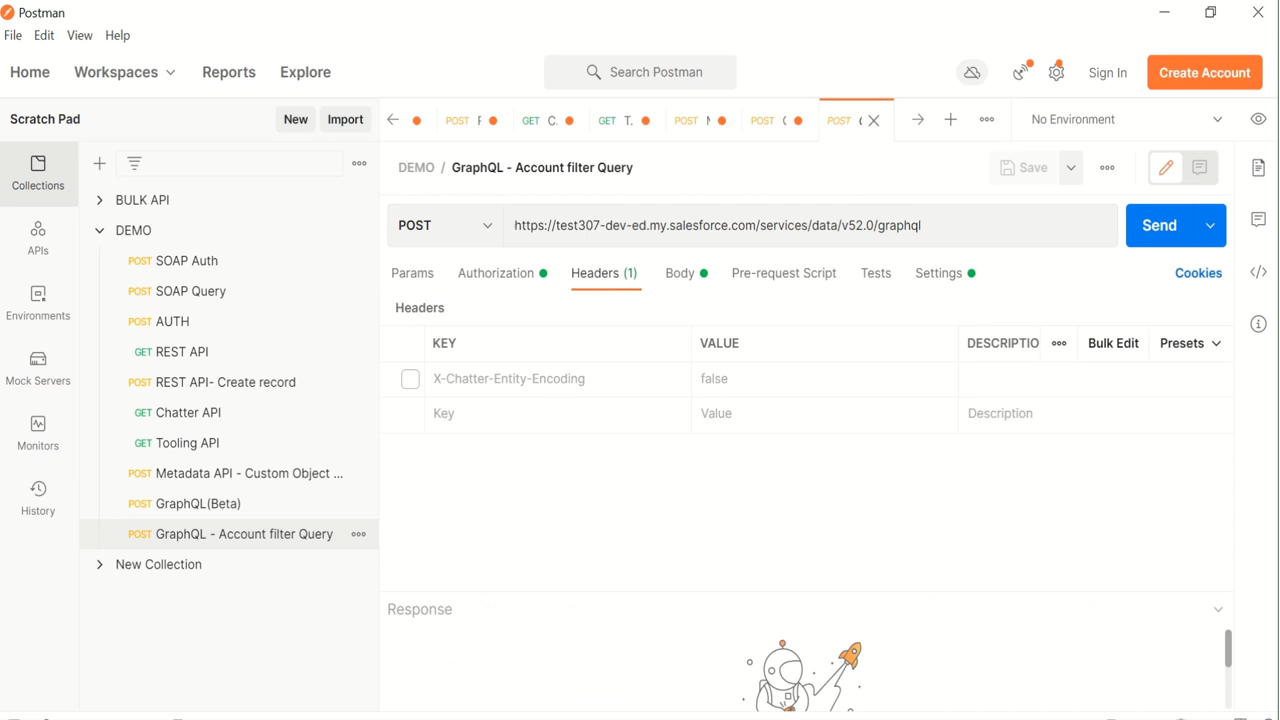 Postman
File Edit View Help
Home Workspaces Reports Explore Search Postman Sign In Create Account
Scratch Pad New Import
POST GET C. GET T. POST POST POST No Environment
Collections
APIs
Environments
Mock Servers
Monitors
History
BULK API
DEMO
POST SOAP Auth
POST SOAP Query
POST AUTH
GET REST API
POST REST API- Create record
GET Chatter API
GET Tooling API
POST Metadata API - Custom Object ...
POST GraphQL(Beta)
POST GraphQL - Account filter Query
New Collection
DEMO / GraphQL - Account filter Query Save
POST https://test307-dev-ed.my.salesforce.com/services/data/v52.0/graphql Send
Params Authorization Headers (1) Body Pre-request Script Tests Settings Cookies
Headers
KEY VALUE DESCRIPTIO Bulk Edit Presets
X-Chatter-Entity-Encoding false
Key Value Description
Response